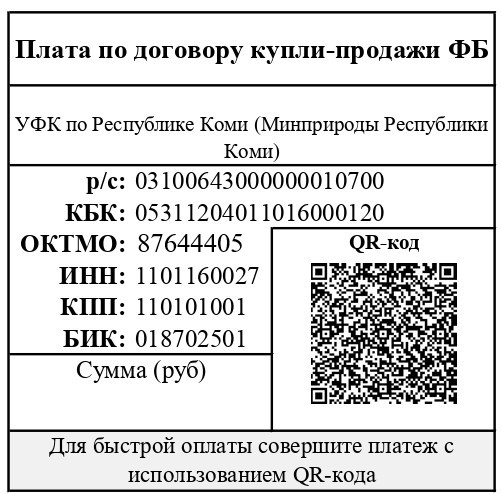 Плата по договору купли-продажи ФБ
УФК по Республике Коми (Минприроды Республики
Коми)
р/с: 03100643000000010700
КБК: 05311204011016000120
ОКТМО: 87644405
QR-код
ИНН: 1101160027
КПП: 110101001
БИК: 018702501
Сумма (руб)
Для быстрой оплаты совершите платеж с
использованием QR-кода